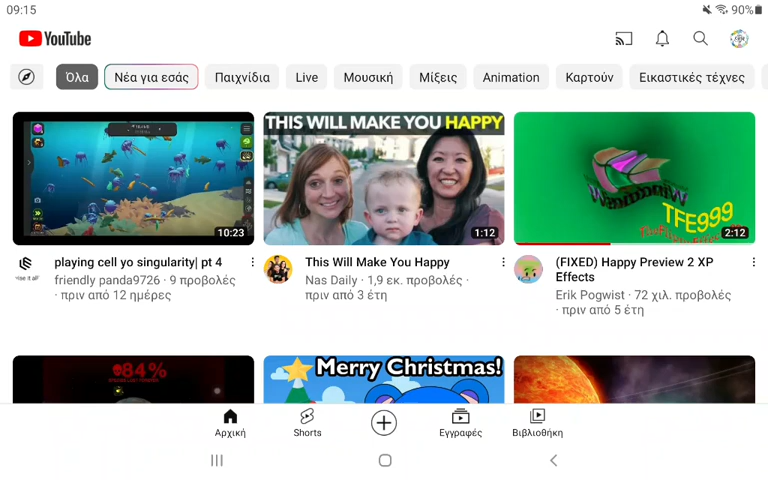 09:15
90%
YouTube
Όλα
Νέα για εσάς
Παιχνίδια
Live
Μουσική
Μίξεις
Animation
Καρτούν
Εικαστικές τέχνες
10:23
THIS WILL MAKE YOU HAPPY
1:12
TFE999
2:12
playing cell yo singularity| pt 4
friendly panda9726 · 9 προβολές
· πριν από 12 ημέρες
This Will Make You Happy
Nas Daily · 1,9 εκ. προβολές ·
πριν από 3 έτη
(FIXED) Happy Preview 2 XP
Effects
Erik Pogwist · 72 χιλ. προβολές
· πριν από 5 έτη
84%
Merry Christmas!
Αρχική
Shorts
Εγγραφές
Βιβλιοθήκη